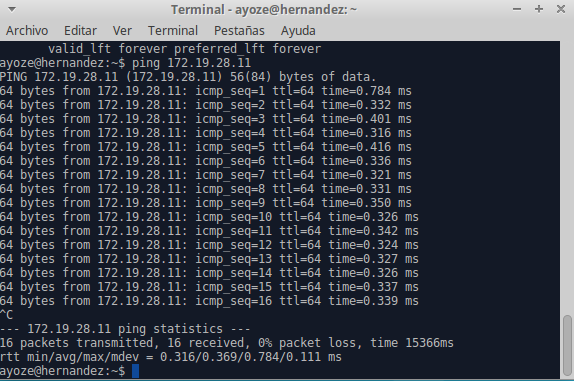 Terminal - ayoze@hernandez: ~
Archivo Editar Ver Terminal Pestañas Ayuda
valid_lft forever preferred_lft forever
ayoze@hernandez:~$ ping 172.19.28.11
PING 172.19.28.11 (172.19.28.11) 56(84) bytes of data.
64 bytes from 172.19.28.11: icmp_seq=1 ttl=64 time=0.784 ms
64 bytes from 172.19.28.11: icmp_seq=2 ttl=64 time=0.332 ms
64 bytes from 172.19.28.11: icmp_seq=3 ttl=64 time=0.401 ms
64 bytes from 172.19.28.11: icmp_seq=4 ttl=64 time=0.316 ms
64 bytes from 172.19.28.11: icmp_seq=5 ttl=64 time=0.416 ms
64 bytes from 172.19.28.11: icmp_seq=6 ttl=64 time=0.336 ms
64 bytes from 172.19.28.11: icmp_seq=7 ttl=64 time=0.321 ms
64 bytes from 172.19.28.11: icmp_seq=8 ttl=64 time=0.331 ms
64 bytes from 172.19.28.11: icmp_seq=9 ttl=64 time=0.350 ms
64 bytes from 172.19.28.11: icmp_seq=10 ttl=64 time=0.326 ms
64 bytes from 172.19.28.11: icmp_seq=11 ttl=64 time=0.342 ms
64 bytes from 172.19.28.11: icmp_seq=12 ttl=64 time=0.324 ms
64 bytes from 172.19.28.11: icmp_seq=13 ttl=64 time=0.327 ms
64 bytes from 172.19.28.11: icmp_seq=14 ttl=64 time=0.326 ms
64 bytes from 172.19.28.11: icmp_seq=15 ttl=64 time=0.337 ms
64 bytes from 172.19.28.11: icmp_seq=16 ttl=64 time=0.339 ms
^C
--- 172.19.28.11 ping statistics ---
16 packets transmitted, 16 received, 0% packet loss, time 15366ms
rtt min/avg/max/mdev = 0.316/0.369/0.784/0.111 ms
ayoze@hernandez:~$